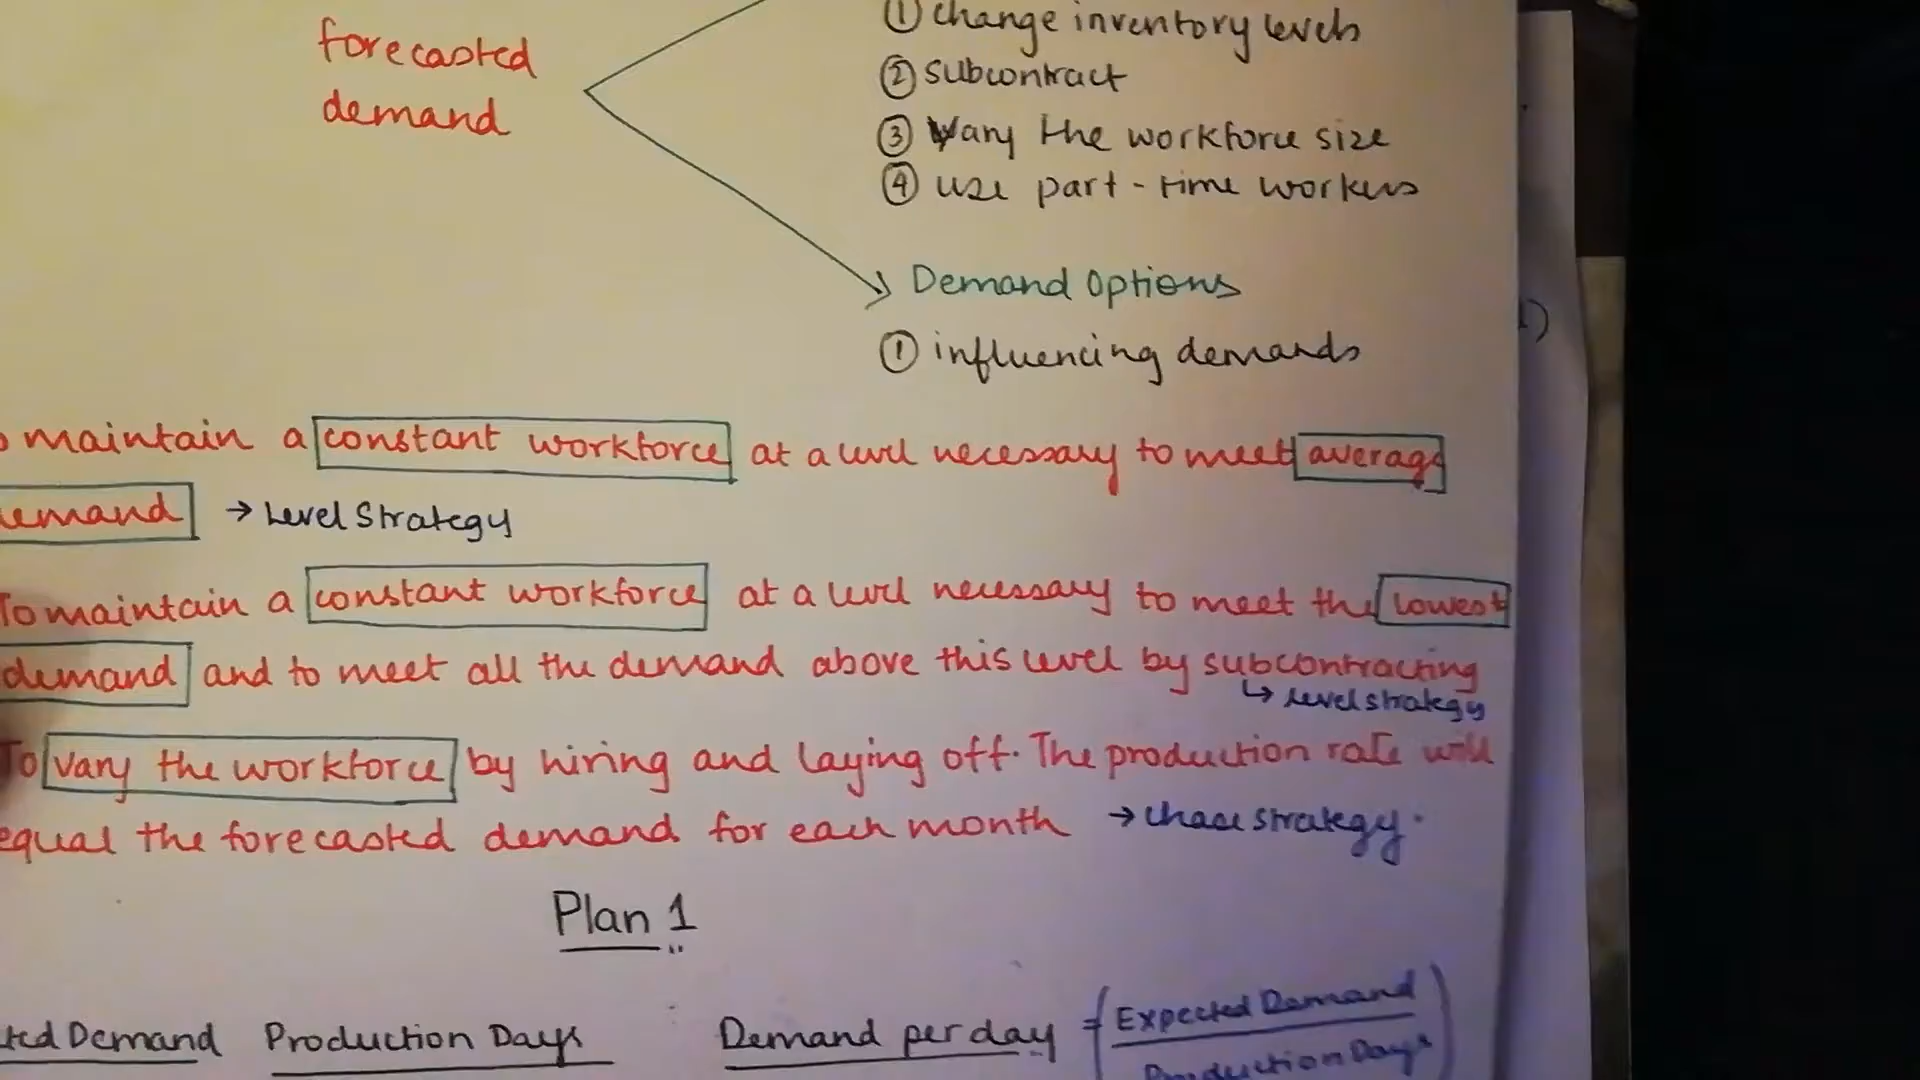 forecasted
demand
① change inventory levels
② subcontract
③ Vary the workforce size
④ use part-time workers
Demand Options
① influencing demands
maintain a constant workforce at a level necessary to meet average
demand → Level Strategy
To maintain a constant workforce at a level necessary to meet the lowest
demand and to meet all the demand above this level by subcontracting
↳ level strategy
To vary the workforce by hiring and laying off. The production rate will
equal the forecasted demand for each month → chase strategy.
Plan 1
Demand Production Days Demand per day = (Expected Demand
Production Days)